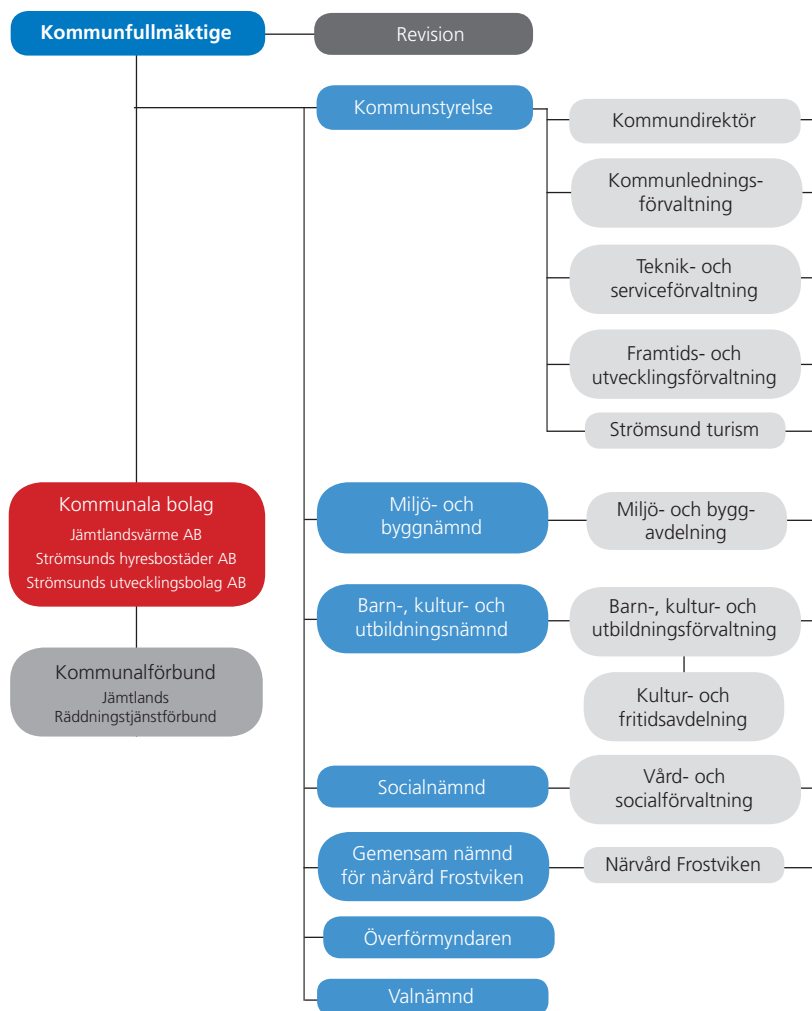 Kommunfullmäktige
Revision
Kommunstyrelse
Kommundirektör
Kommunlednings-
förvaltning
Teknik- och
serviceförvaltning
Framtids- och
utvecklingsförvaltning
Strömsund turism
Kommunala bolag
Jämtlandsvärme AB
Strömsunds hyresbostäder AB
Strömsunds utvecklingsbolag AB
Miljö- och
byggnämnd
Miljö- och bygg-
avdelning
Barn-, kultur- och
utbildningsnämnd
Barn-, kultur- och
utbildningsförvaltning
Kommunalförbund
Jämtlands
Räddningstjänstförbund
Kultur- och
fritidsavdelning
Socialnämnd
Vård- och
socialförvaltning
Gemensam nämnd
för närvård Frostviken
Närvård Frostviken
Överförmyndaren
Valnämnd